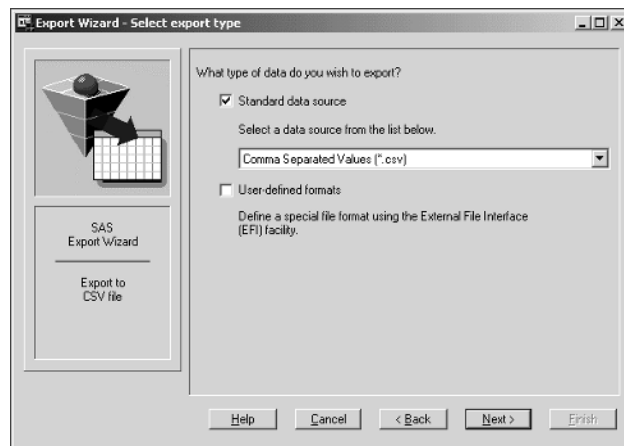 Export Wizard - Select export type
What type of data do you wish to export?
Standard data source
Select a data source from the list below.
Comma Separated Values (*.csv)
User-defined formats
Define a special file format using the External File Interface
(EFI) facility.
SAS
Export Wizard
Export to
CSV file
Help
Cancel
< Back
Next >
Finish